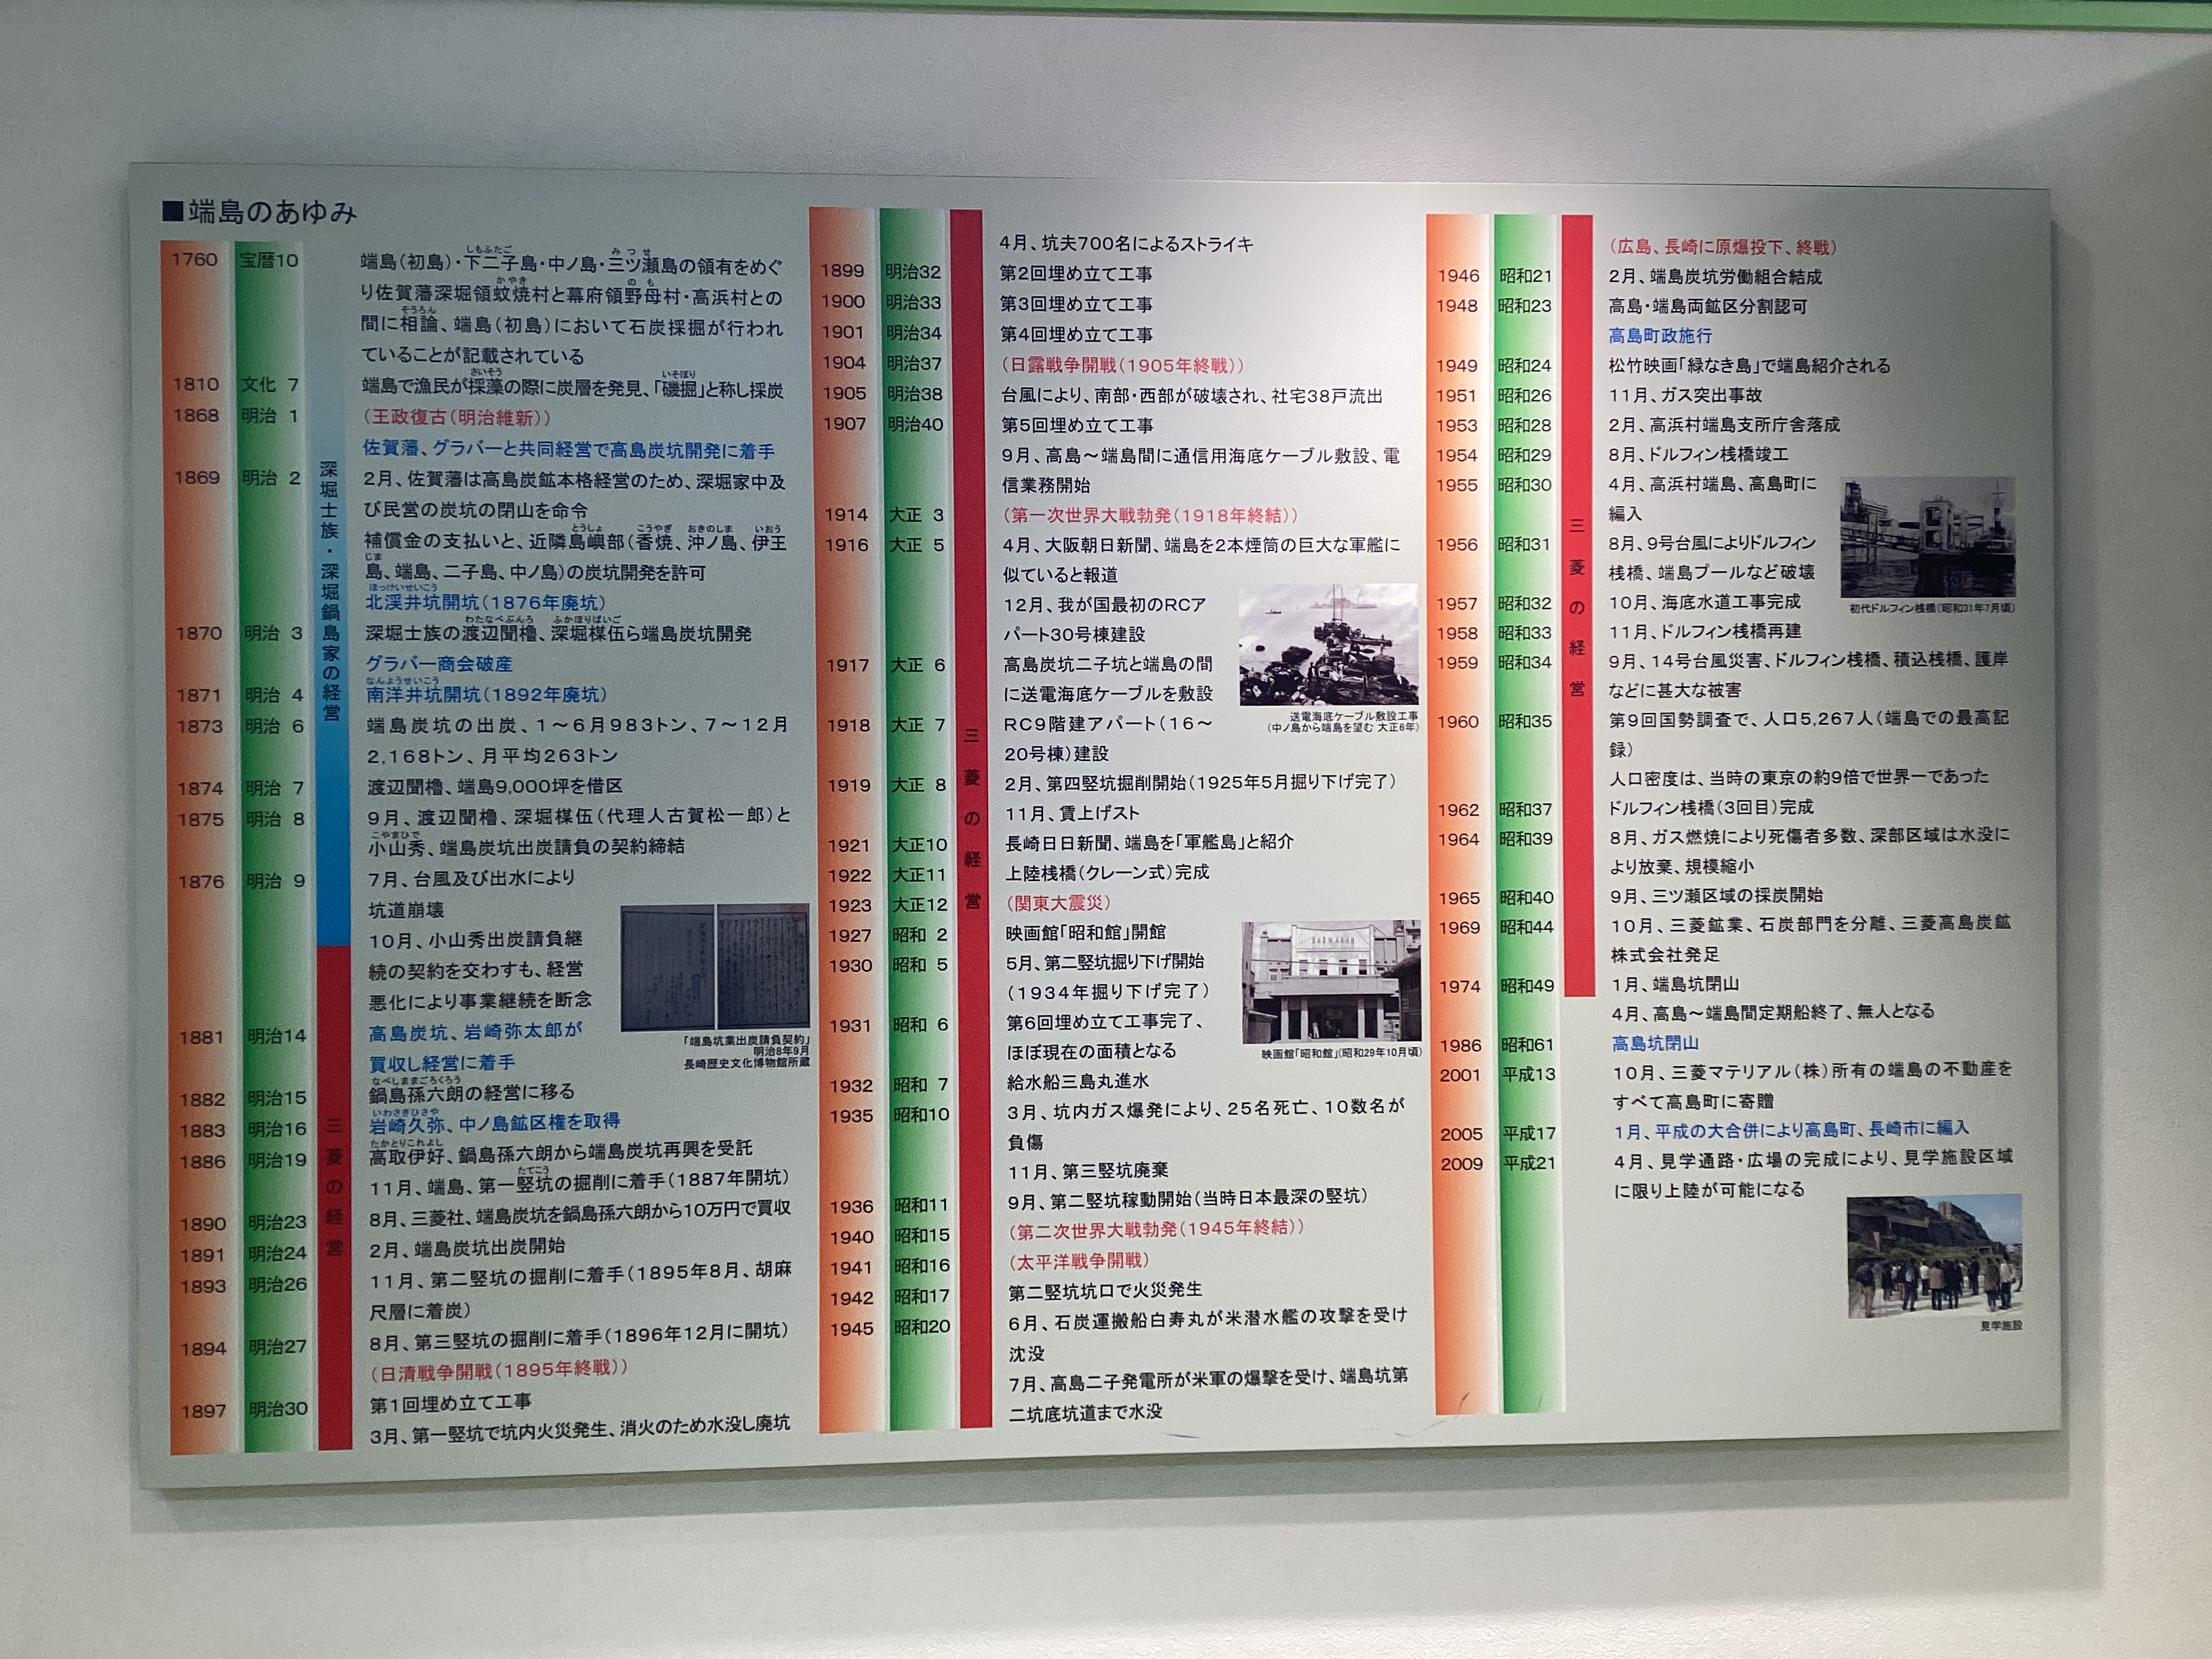 ■端島のあゆみ
1760 宝暦10 端島（初島）・下二子島・中ノ島・三ツ瀬島の領有をめぐ
り佐賀藩深堀領蚊焼村と幕府領野母村・高浜村との
間に相論、端島（初島）において石炭採掘が行われ
ていることが記載されている
1810 文化 7 端島で漁民が採藻の際に炭層を発見、「磯掘」と称し採炭
1868 明治 1 （王政復古（明治維新））
佐賀藩、グラバーと共同経営で高島炭坑開発に着手
1869 明治 2 2月、佐賀藩は高島炭鉱本格経営のため、深堀家中及
び民営の炭坑の閉山を命令
補償金の支払いと、近隣島嶼部（香焼、沖ノ島、伊王
島、端島、二子島、中ノ島）の炭坑開発を許可
北渓井坑開坑（1876年廃坑）
1870 明治 3 深堀士族の渡辺聞櫓、深堀楳伍ら端島炭坑開発
グラバー商会破産
1871 明治 4 南洋井坑開坑（1892年廃坑）
1873 明治 6 端島炭坑の出炭、1～6月983トン、7～12月
2,168トン、月平均263トン
1874 明治 7 渡辺聞櫓、端島9,000坪を借区
1875 明治 8 9月、渡辺聞櫓、深堀楳伍（代理人古賀松一郎）と
小山秀、端島炭坑出炭請負の契約締結
1876 明治 9 7月、台風及び出水により
坑道崩壊
10月、小山秀出炭請負継
続の契約を交わすも、経営
悪化により事業継続を断念
1881 明治14 高島炭坑、岩崎弥太郎が
買収し経営に着手
1882 明治15 鍋島孫六朗の経営に移る
1883 明治16 岩崎久弥、中ノ島鉱区権を取得
1886 明治19 高取伊好、鍋島孫六朗から端島炭坑再興を受託
11月、端島、第一竪坑の掘削に着手（1887年開坑）
1890 明治23 8月、三菱社、端島炭坑を鍋島孫六朗から10万円で買収
1891 明治24 2月、端島炭坑出炭開始
1893 明治26 11月、第二竪坑の掘削に着手（1895年8月、胡麻
尺層に着炭）
1894 明治27 8月、第三竪坑の掘削に着手（1896年12月に開坑）
（日清戦争開戦（1895年終戦））
1897 明治30 第1回埋め立て工事
3月、第一竪坑で坑内火災発生、消火のため水没し廃坑
深堀士族・深堀鍋島家の経営
三菱の経営
「端島坑業出炭請負契約」
明治8年9月
長崎歴史文化博物館所蔵
4月、坑夫700名によるストライキ
1899 明治32 第2回埋め立て工事
1900 明治33 第3回埋め立て工事
1901 明治34 第4回埋め立て工事
1904 明治37 （日露戦争開戦（1905年終戦））
1905 明治38 台風により、南部・西部が破壊され、社宅38戸流出
1907 明治40 第5回埋め立て工事
9月、高島～端島間に通信用海底ケーブル敷設、電
信業務開始
1914 大正 3 （第一次世界大戦勃発（1918年終結））
1916 大正 5 4月、大阪朝日新聞、端島を2本煙筒の巨大な軍艦に
似ていると報道
12月、我が国最初のRCア
パート30号棟建設
1917 大正 6 高島炭坑二子坑と端島の間
に送電海底ケーブルを敷設
1918 大正 7 RC9階建アパート（16～
20号棟）建設
1919 大正 8 2月、第四竪坑掘削開始（1925年5月掘り下げ完了）
11月、賃上げスト
1921 大正10 長崎日日新聞、端島を「軍艦島」と紹介
1922 大正11 上陸桟橋（クレーン式）完成
1923 大正12 （関東大震災）
1927 昭和 2 映画館「昭和館」開館
1930 昭和 5 5月、第二竪坑掘り下げ開始
（1934年掘り下げ完了）
1931 昭和 6 第6回埋め立て工事完了、
ほぼ現在の面積となる
1932 昭和 7 給水船三島丸進水
1935 昭和10 3月、坑内ガス爆発により、25名死亡、10数名が
負傷
11月、第三竪坑廃棄
1936 昭和11 9月、第二竪坑稼動開始（当時日本最深の竪坑）
1940 昭和15 （第二次世界大戦勃発（1945年終結））
1941 昭和16 （太平洋戦争開戦）
1942 昭和17 第二竪坑坑口で火災発生
1945 昭和20 6月、石炭運搬船白寿丸が米潜水艦の攻撃を受け
沈没
7月、高島二子発電所が米軍の爆撃を受け、端島坑第
二坑底坑道まで水没
三菱の経営
送電海底ケーブル敷設工事
（中ノ島から端島を望む 大正6年）
映画館「昭和館」（昭和29年10月頃）
（広島、長崎に原爆投下、終戦）
1946 昭和21 2月、端島炭坑労働組合結成
1948 昭和23 高島・端島両鉱区分割認可
高島町政施行
1949 昭和24 松竹映画「緑なき島」で端島紹介される
1951 昭和26 11月、ガス突出事故
1953 昭和28 2月、高浜村端島支所庁舎落成
1954 昭和29 8月、ドルフィン桟橋竣工
1955 昭和30 4月、高浜村端島、高島町に
編入
1956 昭和31 8月、9号台風によりドルフィン
桟橋、端島プールなど破壊
1957 昭和32 10月、海底水道工事完成
1958 昭和33 11月、ドルフィン桟橋再建
1959 昭和34 9月、14号台風災害、ドルフィン桟橋、積込桟橋、護岸
などに甚大な被害
1960 昭和35 第9回国勢調査で、人口5,267人（端島での最高記
録）
人口密度は、当時の東京の約9倍で世界一であった
1962 昭和37 ドルフィン桟橋（3回目）完成
1964 昭和39 8月、ガス燃焼により死傷者多数、深部区域は水没に
より放棄、規模縮小
1965 昭和40 9月、三ツ瀬区域の採炭開始
1969 昭和44 10月、三菱鉱業、石炭部門を分離、三菱高島炭鉱
株式会社発足
1974 昭和49 1月、端島坑閉山
4月、高島～端島間定期船終了、無人となる
1986 昭和61 高島坑閉山
2001 平成13 10月、三菱マテリアル（株）所有の端島の不動産を
すべて高島町に寄贈
2005 平成17 1月、平成の大合併により高島町、長崎市に編入
2009 平成21 4月、見学通路・広場の完成により、見学施設区域
に限り上陸が可能になる
三菱の経営
初代ドルフィン桟橋（昭和31年7月頃）
見学施設